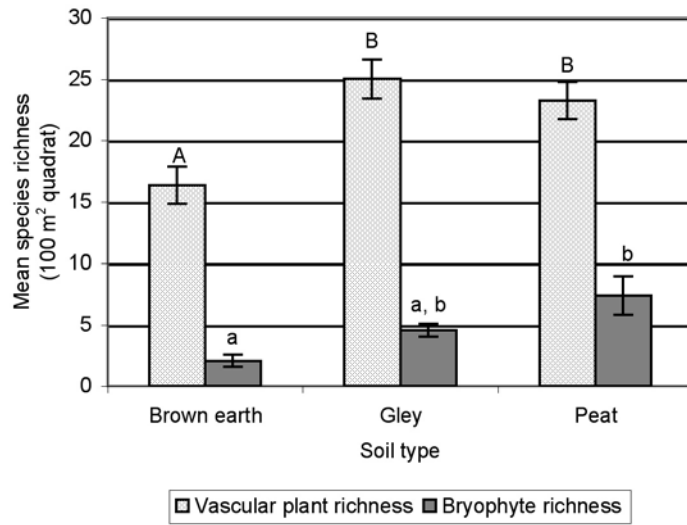 Mean species richness
(100 m² quadrat)
30
25
20
15
10
5
0
A
a
B
a, b
B
b
Brown earth
Gley
Peat
Soil type
Vascular plant richness
Bryophyte richness